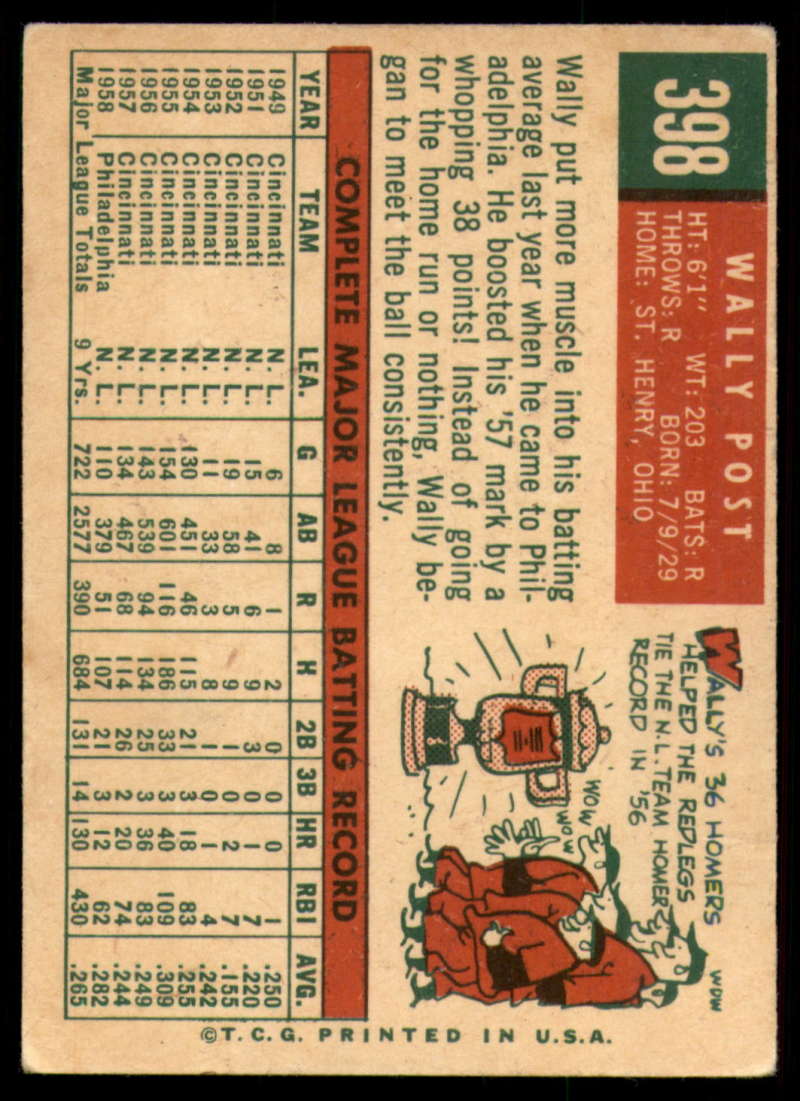 398
WALLY POST
HT: 6'1" WT: 203 BATS: R
THROWS: R BORN: 7/9/29
HOME: ST. HENRY, OHIO
Wally put more muscle into his batting
average last year when he came to Phil-
adelphia. He boosted his '57 mark by a
whopping 38 points! Instead of going
for the home run or nothing, Wally be-
gan to meet the ball consistently.
WALLY'S 36 HOMERS
HELPED THE REDLEGS
TIE THE N.L. TEAM HOMER
RECORD IN '56
WOW
WOW
WOW
COMPLETE MAJOR LEAGUE BATTING RECORD
YEAR TEAM LEA. G AB R H 2B 3B HR RBI AVG.
1949 Cincinnati N. L. 6 8 1 2 0 0 0 1 .250
1951 Cincinnati N. L. 15 41 6 9 3 0 1 7 .220
1952 Cincinnati N. L. 19 58 5 9 1 0 2 7 .155
1953 Cincinnati N. L. 11 33 3 8 1 0 1 4 .242
1954 Cincinnati N. L. 130 451 46 115 21 3 18 83 .255
1955 Cincinnati N. L. 154 601 116 186 33 3 40 109 .309
1956 Cincinnati N. L. 143 539 94 134 25 3 36 83 .249
1957 Cincinnati N. L. 134 467 68 114 26 2 20 74 .244
1958 Philadelphia N. L. 110 379 51 107 21 3 12 62 .282
Major League Totals 9 Yrs. 722 2577 390 684 131 14 130 430 .265
©T.C.G. PRINTED IN U.S.A.